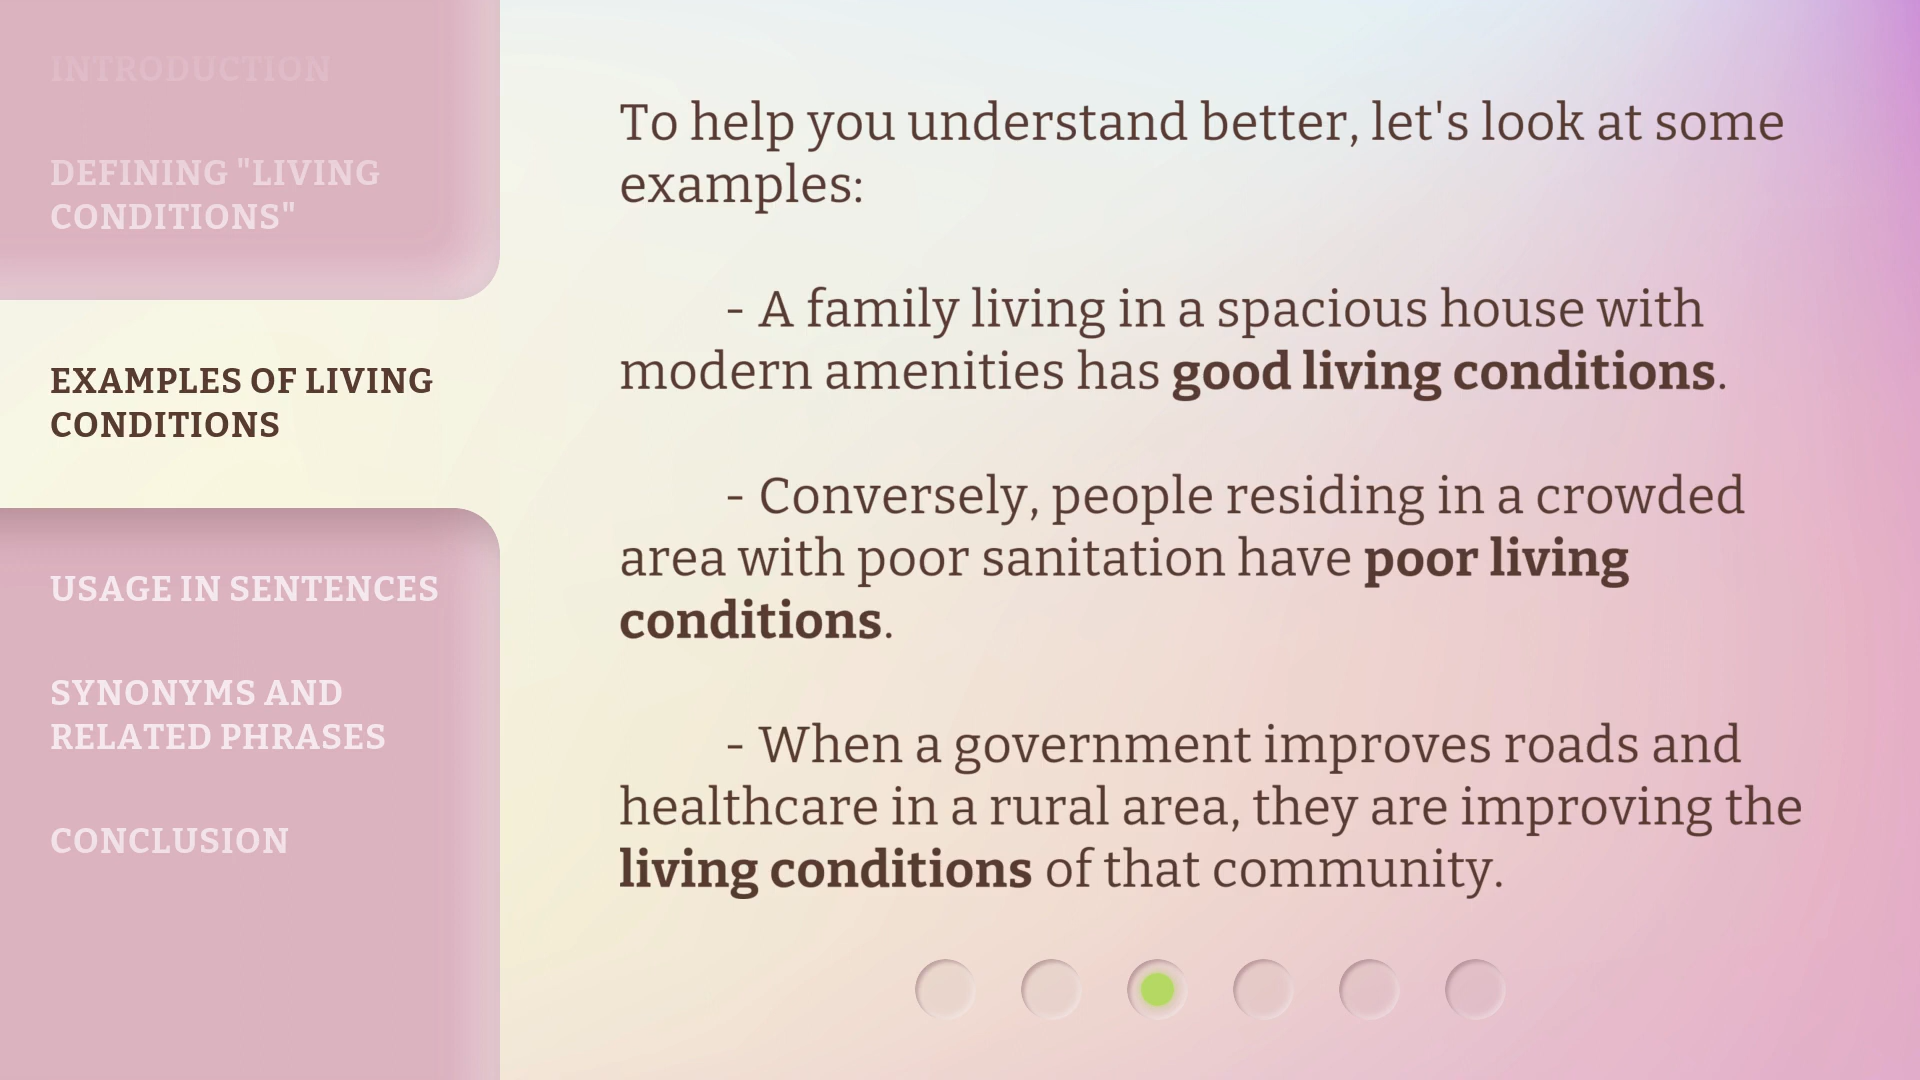 INTRODUCTION
DEFINING "LIVING
CONDITIONS"
EXAMPLES OF LIVING
CONDITIONS
USAGE IN SENTENCES
SYNONYMS AND
RELATED PHRASES
CONCLUSION
To help you understand better, let's look at some
examples:
- A family living in a spacious house with
modern amenities has good living conditions.
- Conversely, people residing in a crowded
area with poor sanitation have poor living
conditions.
- When a government improves roads and
healthcare in a rural area, they are improving the
living conditions of that community.